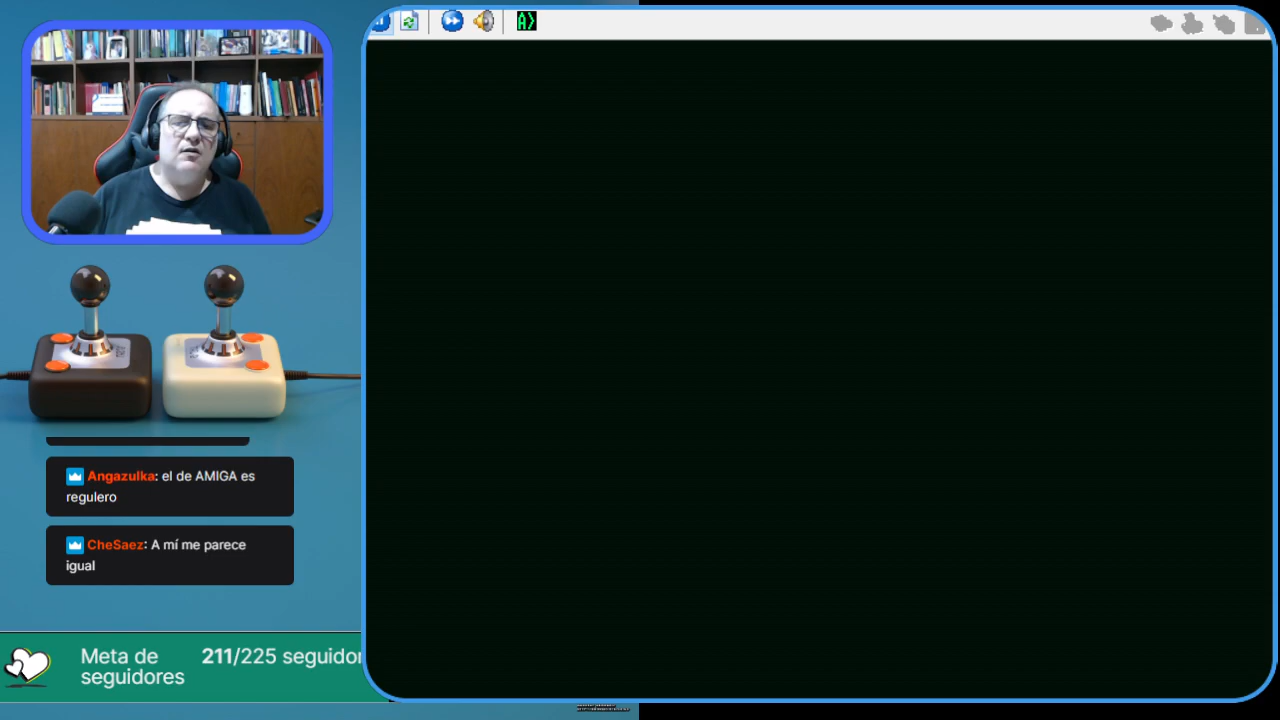 A>
Angazulka: el de AMIGA es
regulero
CheSaez: A mí me parece
igual
Meta de
seguidores
211/225 seguidor